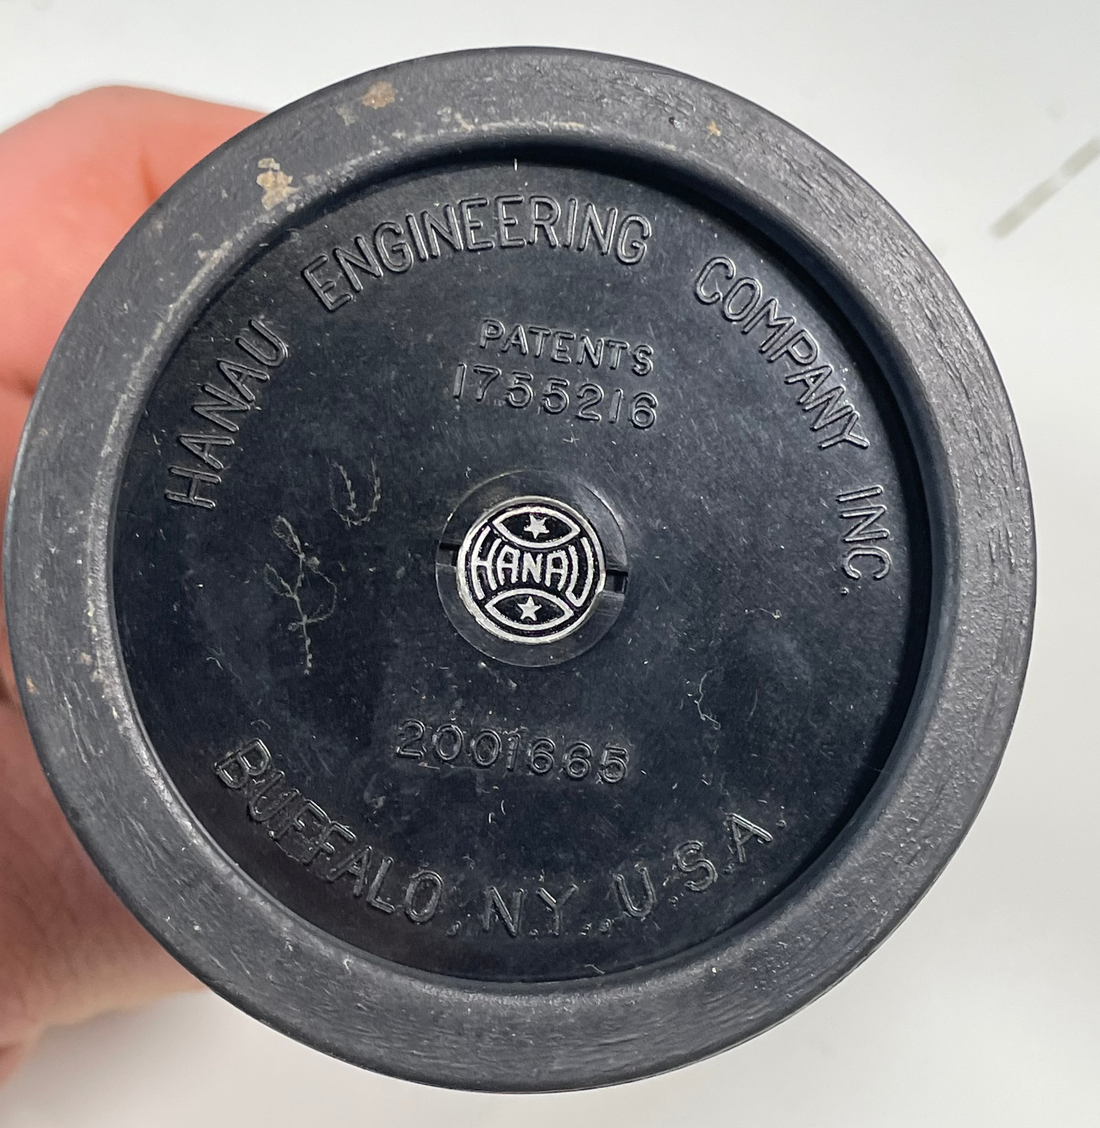 HANAU ENGINEERING COMPANY INC.
PATENTS
1755216
HANAU
2001665
BUFFALO, N.Y., U.S.A.